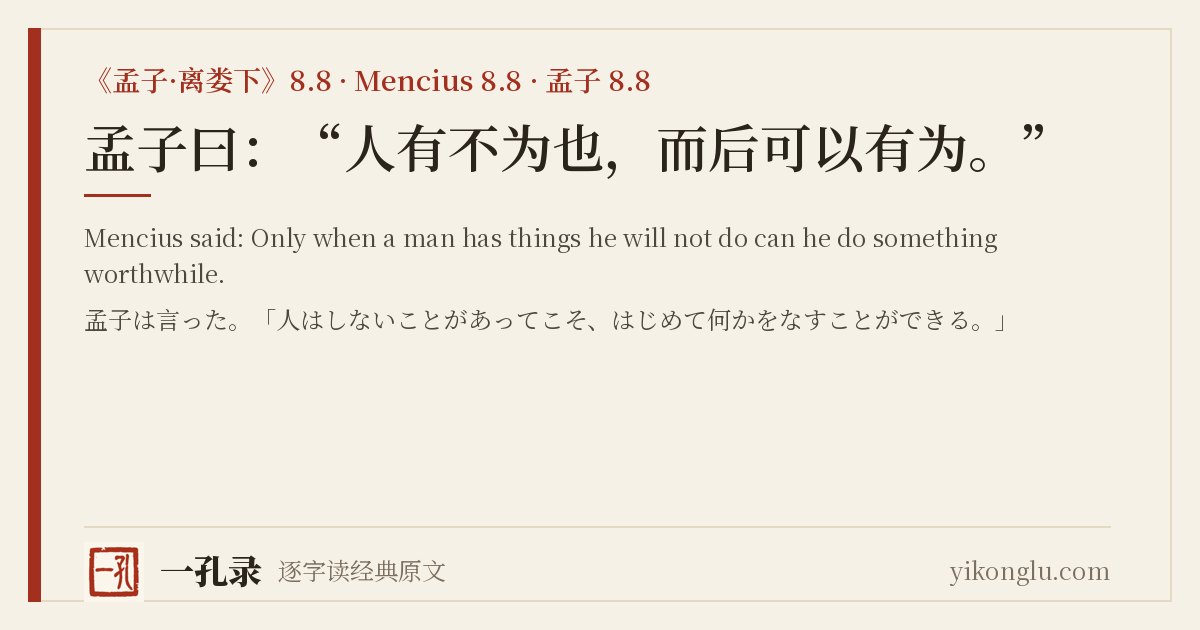 《孟子·离娄下》8.8 · Mencius 8.8 · 孟子 8.8
孟子曰：“人有不为也，而后可以有为。”
Mencius said: Only when a man has things he will not do can he do something
worthwhile.
孟子は言った。「人はしないことがあってこそ、はじめて何かをなすことができる。」
一孔
一孔录 逐字读经典原文
yikonglu.com